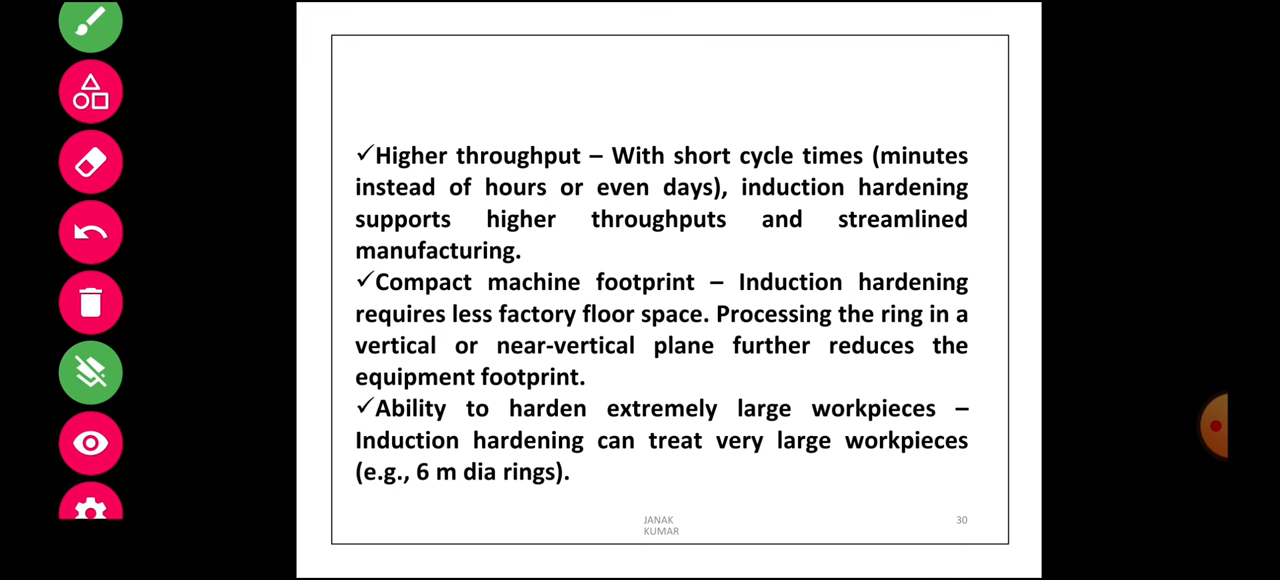 ✓Higher throughput – With short cycle times (minutes
instead of hours or even days), induction hardening
supports higher throughputs and streamlined
manufacturing.
✓Compact machine footprint – Induction hardening
requires less factory floor space. Processing the ring in a
vertical or near-vertical plane further reduces the
equipment footprint.
✓Ability to harden extremely large workpieces –
Induction hardening can treat very large workpieces
(e.g., 6 m dia rings).
JANAK
KUMAR
30